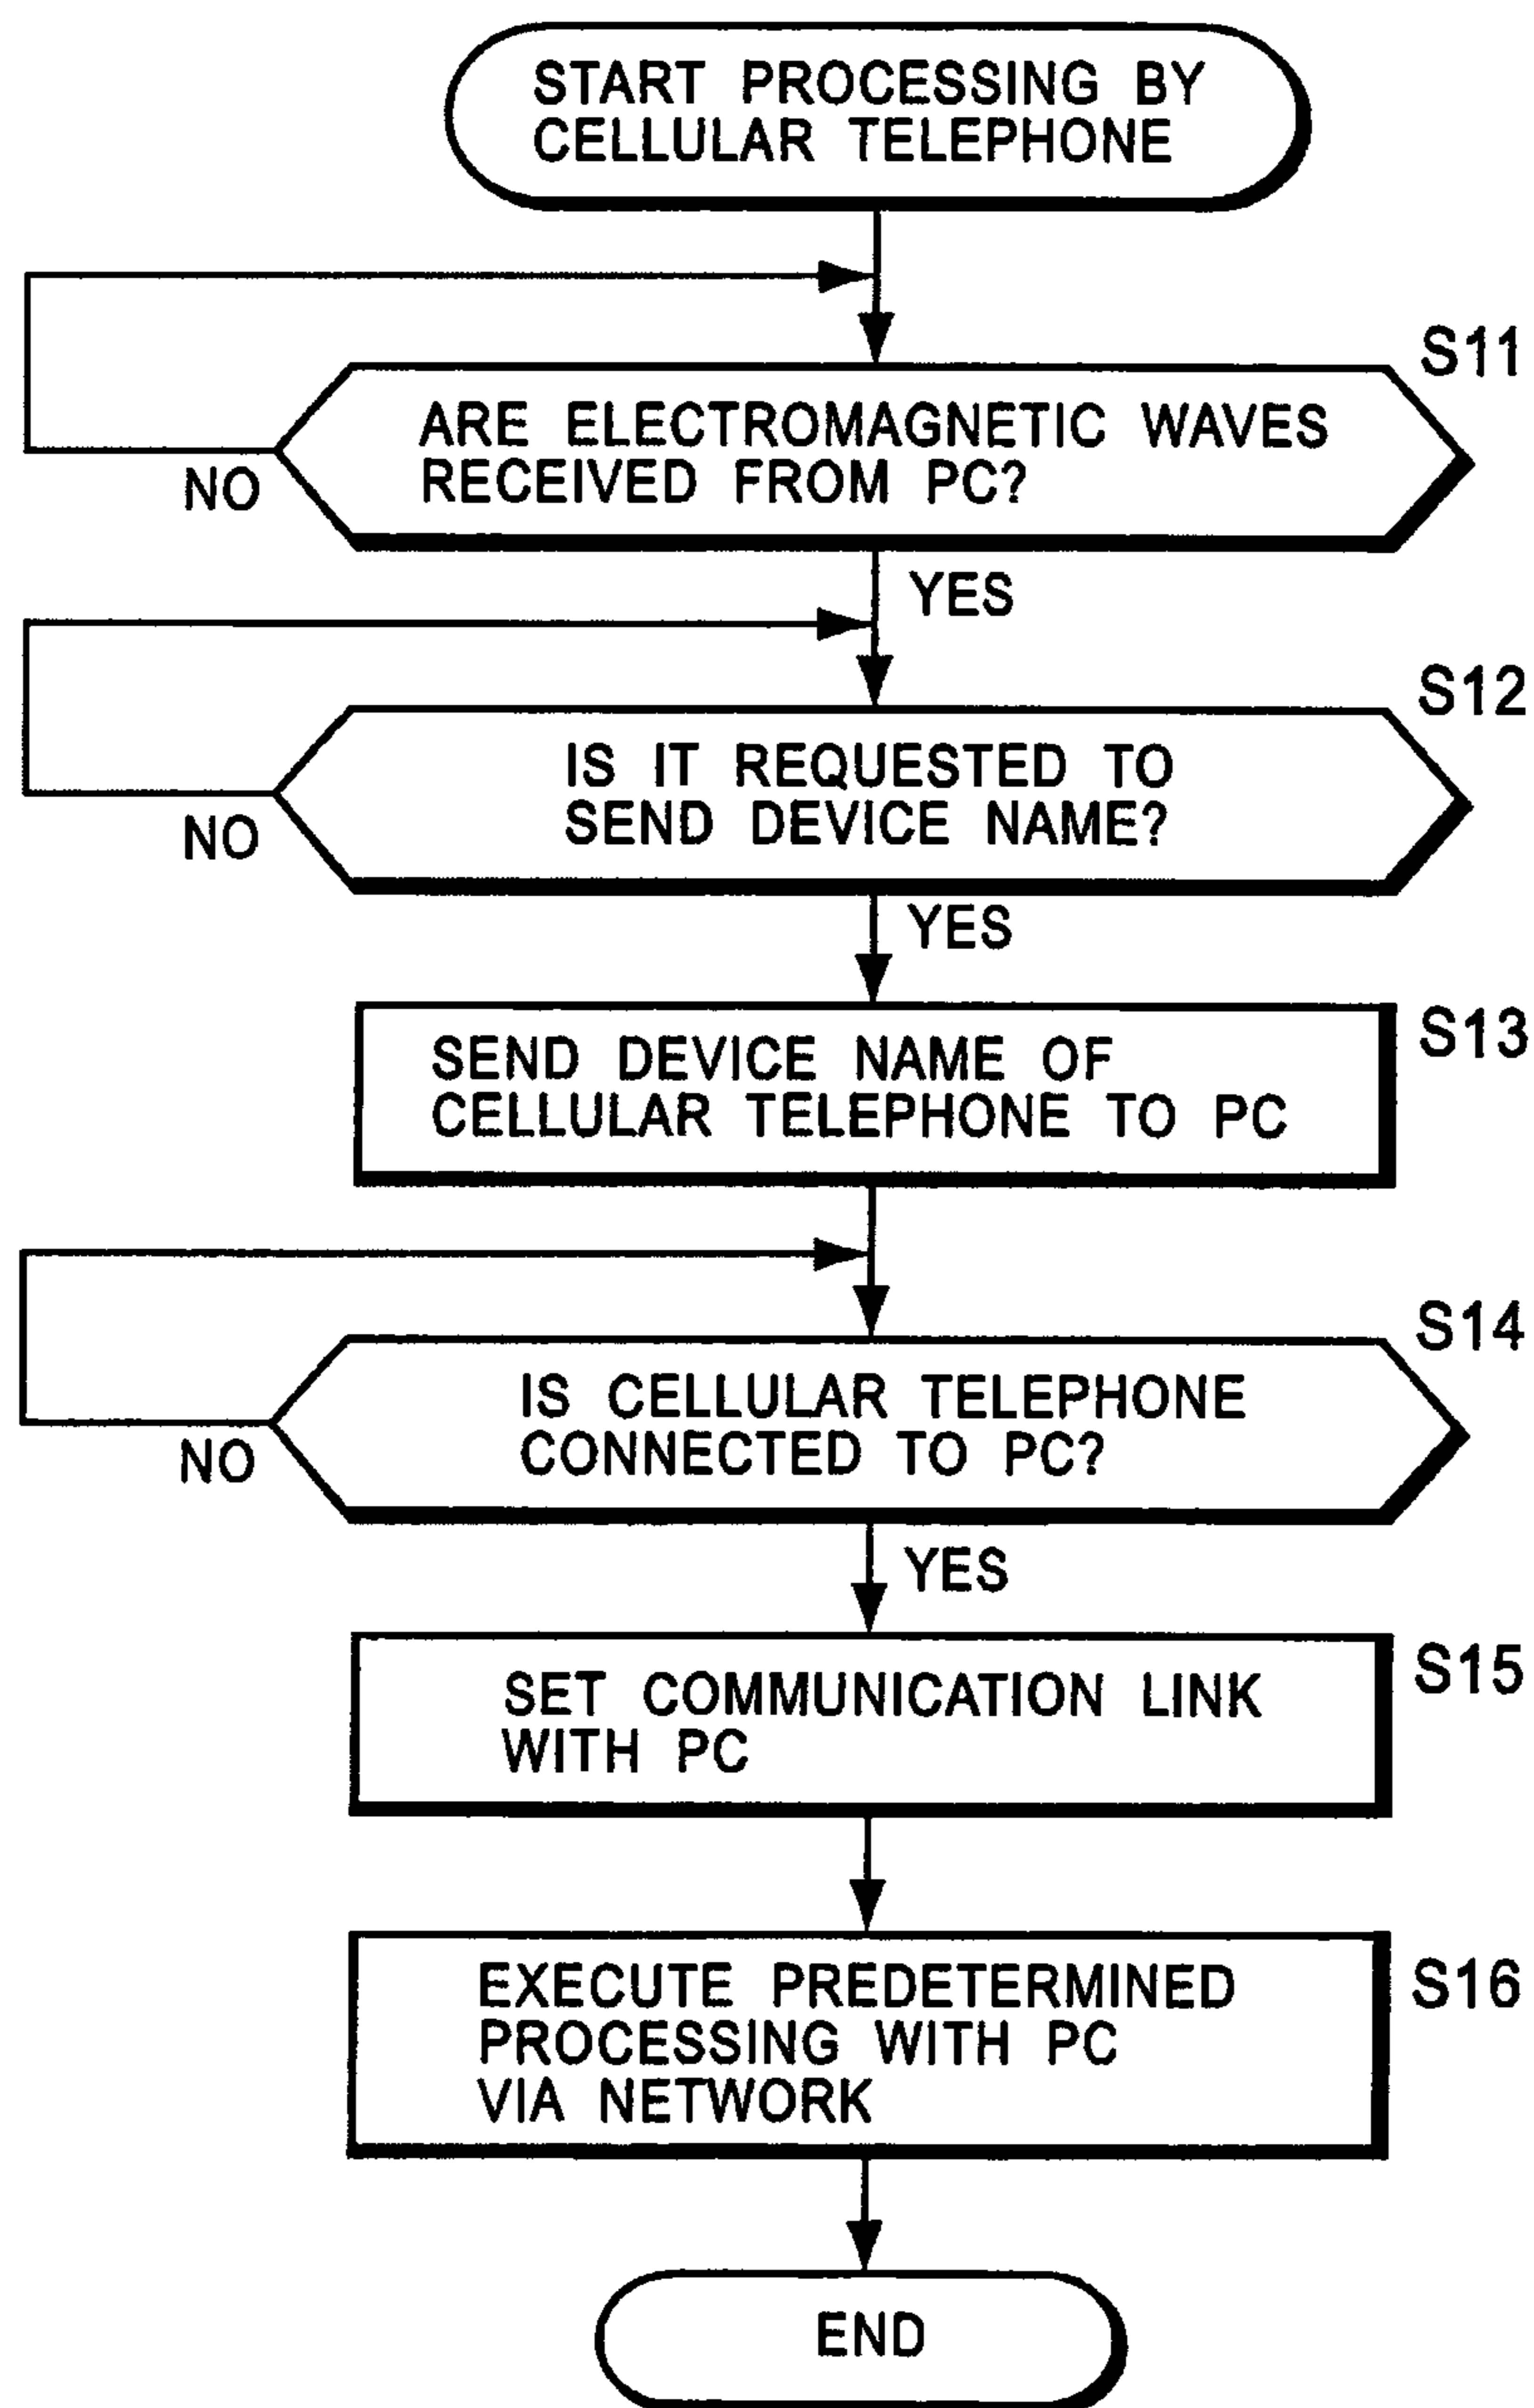 START PROCESSING BY
CELLULAR TELEPHONE
S11
ARE ELECTROMAGNETIC WAVES
RECEIVED FROM PC?
NO
YES
S12
IS IT REQUESTED TO
SEND DEVICE NAME?
NO
YES
S13
SEND DEVICE NAME OF
CELLULAR TELEPHONE TO PC
S14
IS CELLULAR TELEPHONE
CONNECTED TO PC?
NO
YES
S15
SET COMMUNICATION LINK
WITH PC
S16
EXECUTE PREDETERMINED
PROCESSING WITH PC
VIA NETWORK
END